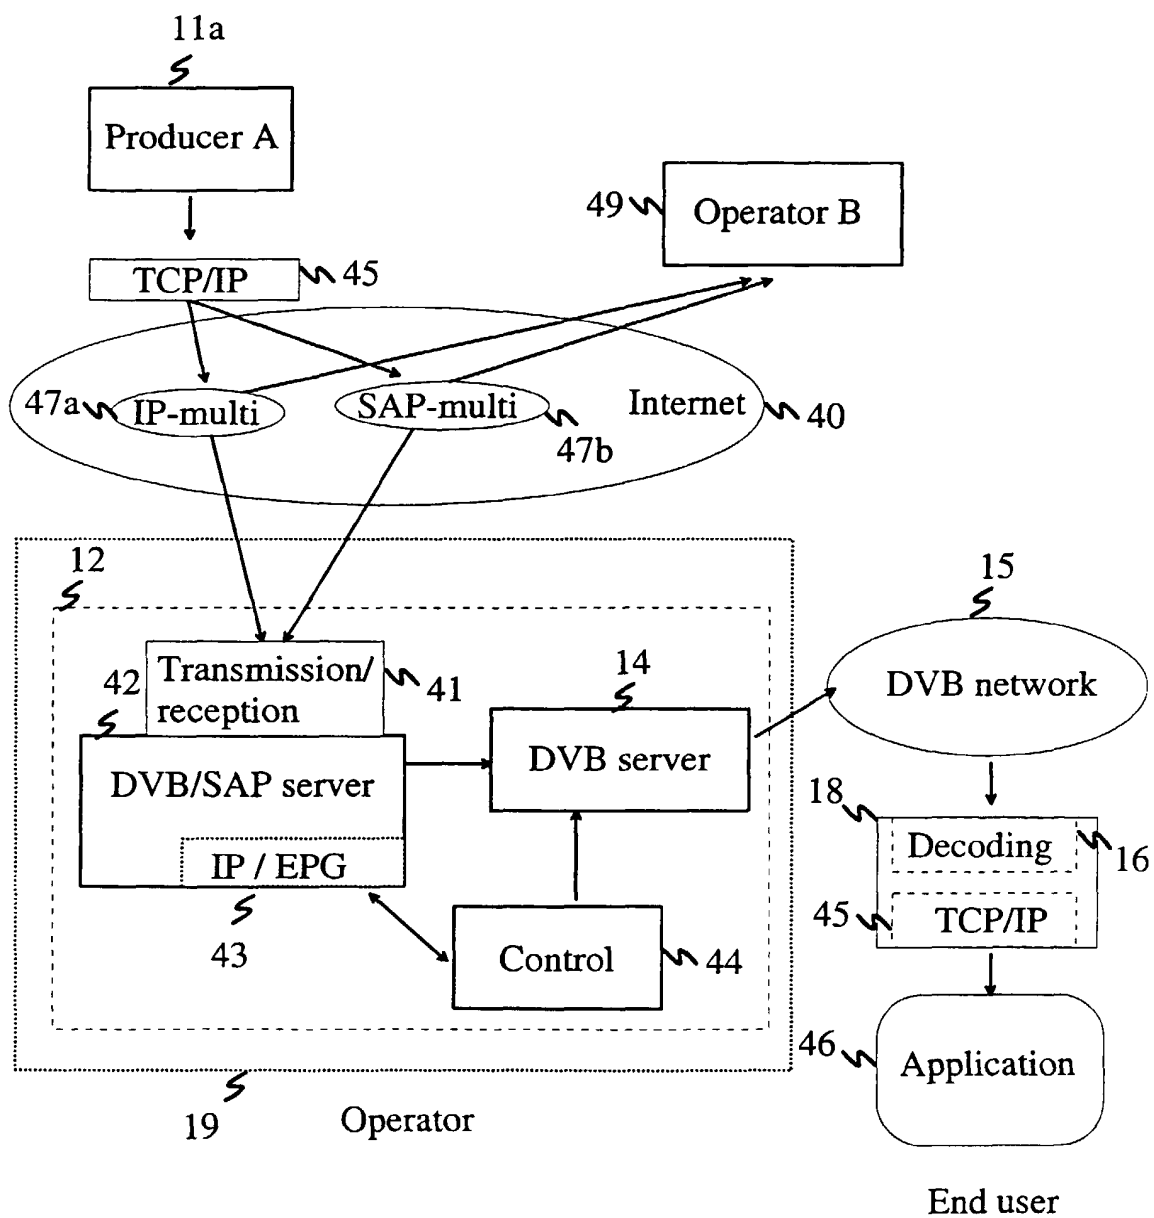 11a
Producer A
49
Operator B
TCP/IP
45
47a
IP-multi
SAP-multi
47b
Internet
40
12
15
42
Transmission/
reception
41
14
DVB network
DVB/SAP server
DVB server
18
Decoding
16
IP / EPG
45
TCP/IP
43
Control
44
46
Application
19
Operator
End user